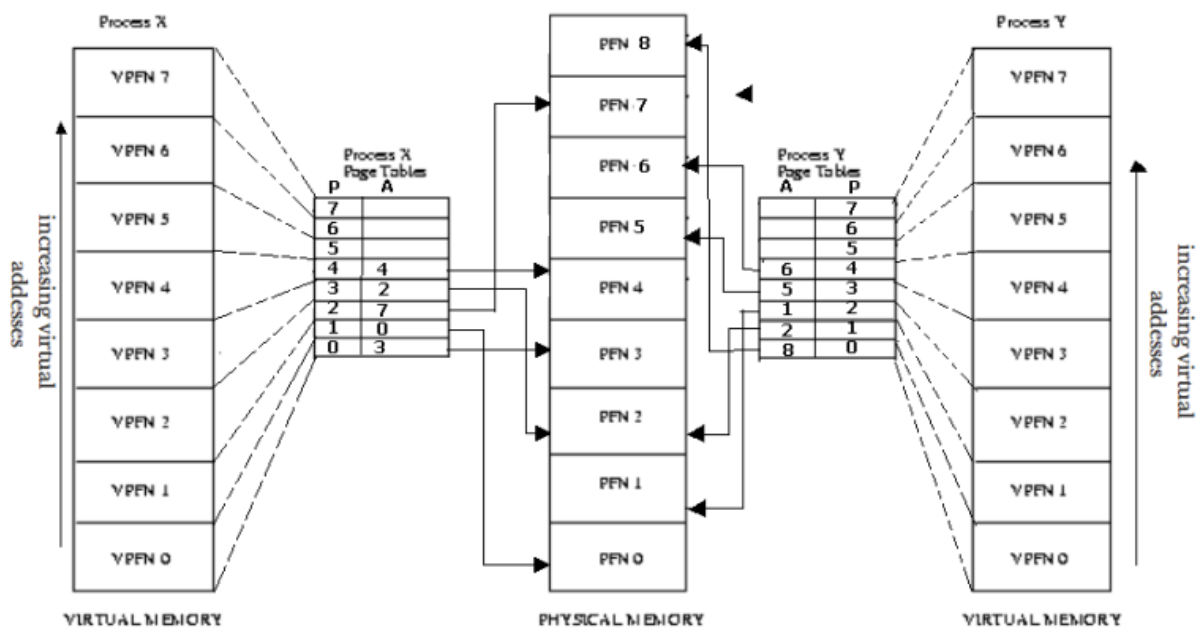 Process X
Process Y
VPFN 7
VPFN 6
VPFN 5
VPFN 4
VPFN 3
VPFN 2
VPFN 1
VPFN 0
VIRTUAL MEMORY
increasing virtual
addesses
Process X
Page Tables
P A
7
6
5
4 4
3 2
2 7
1 0
0 3
PFN 8
PFN 7
PFN 6
PFN 5
PFN 4
PFN 3
PFN 2
PFN 1
PFN 0
PHYSICAL MEMORY
Process Y
Page Tables
A P
7
6
5
6 4
5 3
1 2
2 1
8 0
VPFN 7
VPFN 6
VPFN 5
VPFN 4
VPFN 3
VPFN 2
VPFN 1
VPFN 0
VIRTUAL MEMORY
increasing virtual
addesses